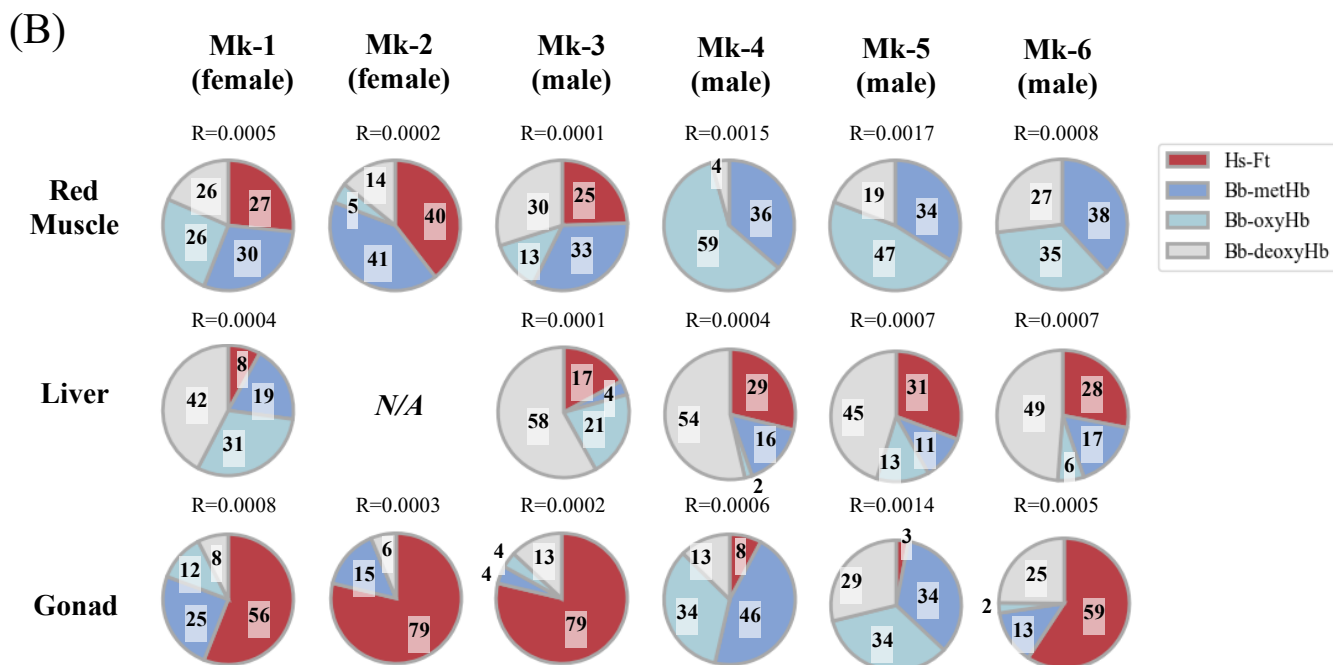 (B)
Mk-1 (female)
Mk-2 (female)
Mk-3 (male)
Mk-4 (male)
Mk-5 (male)
Mk-6 (male)
Red Muscle
R=0.0005
26
27
26
30
R=0.0002
14
5
40
41
R=0.0001
30
25
13
33
R=0.0015
4
36
59
R=0.0017
19
34
47
R=0.0008
27
38
35
Hs-Ft
Bb-metHb
Bb-oxyHb
Bb-deoxyHb
Liver
R=0.0004
8
42
19
31
N/A
R=0.0001
17
4
58
21
R=0.0004
29
54
16
2
R=0.0007
31
45
11
13
R=0.0007
28
49
17
6
Gonad
R=0.0008
12
8
25
56
R=0.0003
6
15
79
R=0.0002
4
13
4
79
R=0.0006
13
8
34
46
R=0.0014
3
29
34
34
R=0.0005
25
2
13
59